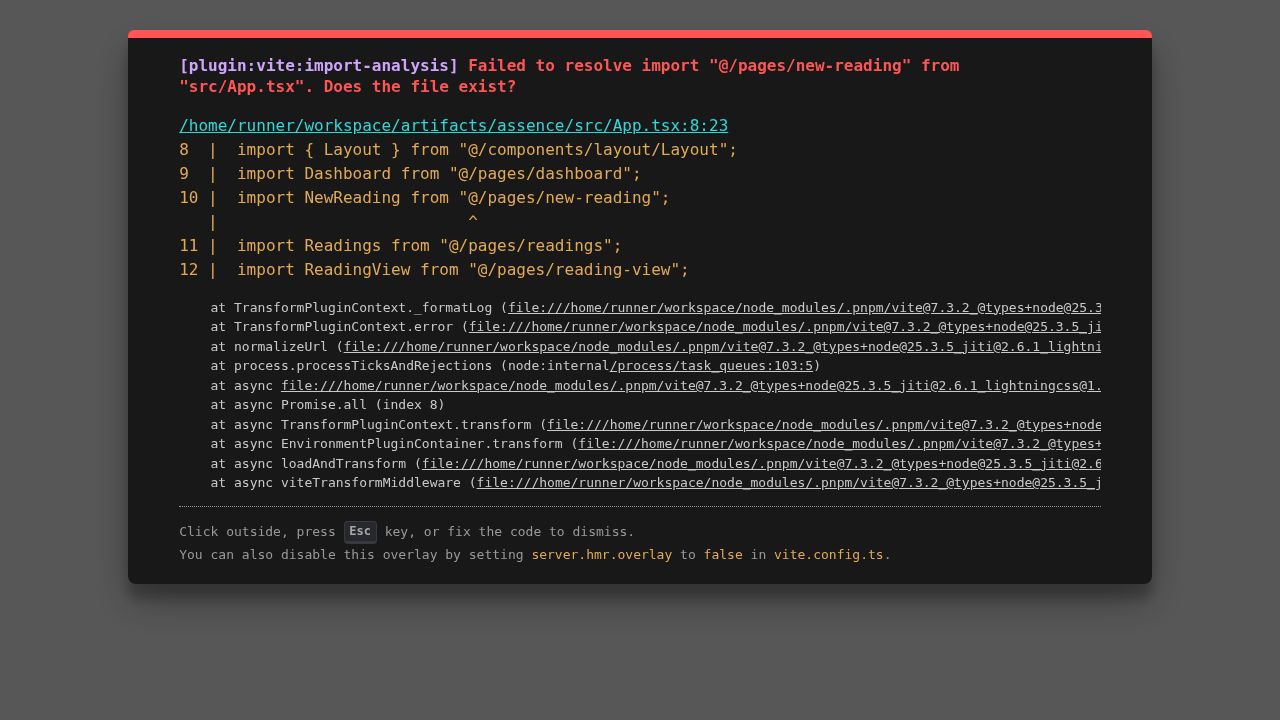 [plugin:vite:import-analysis] Failed to resolve import "@/pages/new-reading" from
"src/App.tsx". Does the file exist?
/home/runner/workspace/artifacts/assence/src/App.tsx:8:23
8  |  import { Layout } from "@/components/layout/Layout";
9  |  import Dashboard from "@/pages/dashboard";
10 |  import NewReading from "@/pages/new-reading";
   |                          ^
11 |  import Readings from "@/pages/readings";
12 |  import ReadingView from "@/pages/reading-view";
    at TransformPluginContext._formatLog (file:///home/runner/workspace/node_modules/.pnpm/vite@7.3.2_@types+node@25.3
    at TransformPluginContext.error (file:///home/runner/workspace/node_modules/.pnpm/vite@7.3.2_@types+node@25.3.5_ji
    at normalizeUrl (file:///home/runner/workspace/node_modules/.pnpm/vite@7.3.2_@types+node@25.3.5_jiti@2.6.1_lightni
    at process.processTicksAndRejections (node:internal/process/task_queues:103:5)
    at async file:///home/runner/workspace/node_modules/.pnpm/vite@7.3.2_@types+node@25.3.5_jiti@2.6.1_lightningcss@1.
    at async Promise.all (index 8)
    at async TransformPluginContext.transform (file:///home/runner/workspace/node_modules/.pnpm/vite@7.3.2_@types+node
    at async EnvironmentPluginContainer.transform (file:///home/runner/workspace/node_modules/.pnpm/vite@7.3.2_@types+
    at async loadAndTransform (file:///home/runner/workspace/node_modules/.pnpm/vite@7.3.2_@types+node@25.3.5_jiti@2.6
    at async viteTransformMiddleware (file:///home/runner/workspace/node_modules/.pnpm/vite@7.3.2_@types+node@25.3.5_j
Click outside, press Esc key, or fix the code to dismiss.
You can also disable this overlay by setting server.hmr.overlay to false in vite.config.ts.